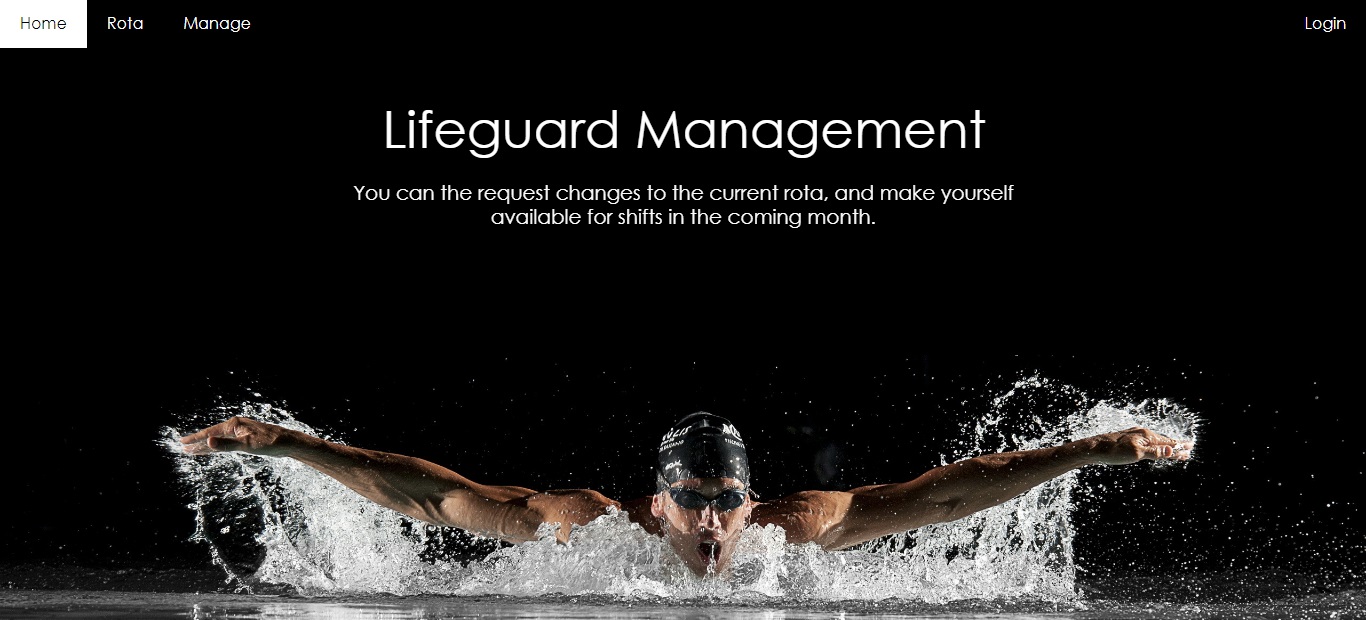 Home Rota Manage Login
Lifeguard Management
You can the request changes to the current rota, and make yourself
available for shifts in the coming month.